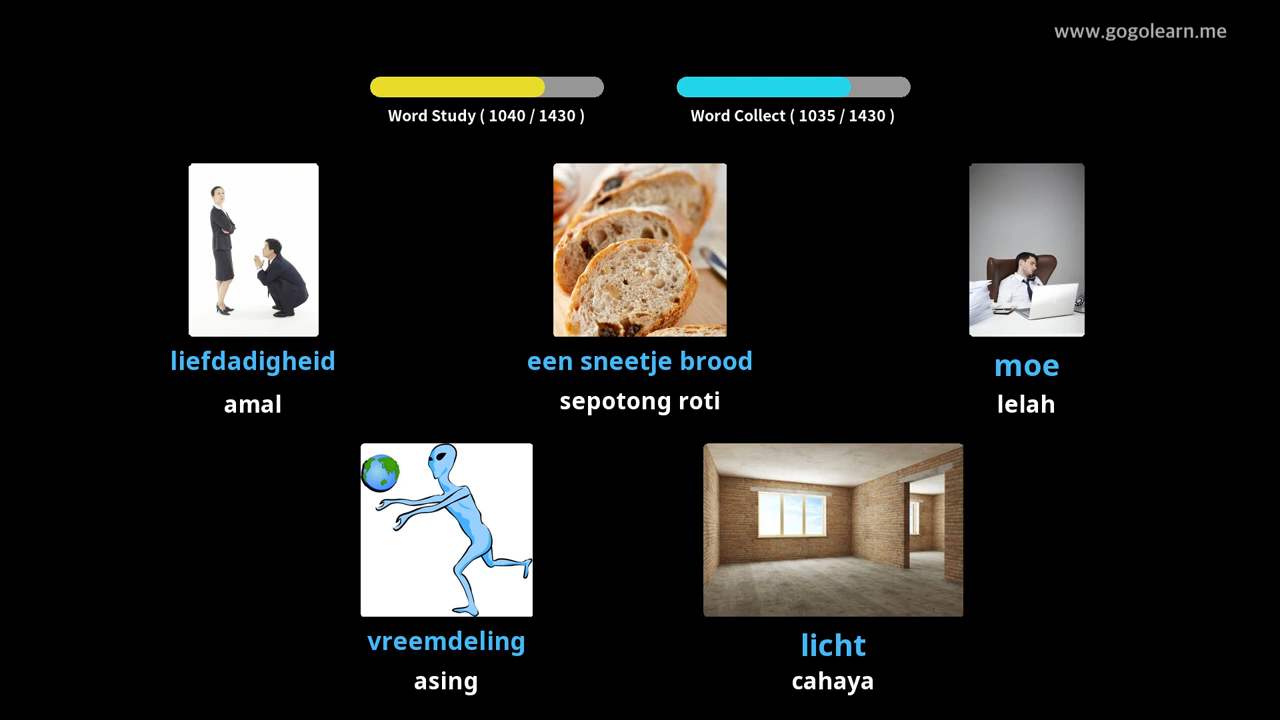 www.gogolearn.me
Word Study ( 1040 / 1430 )
Word Collect ( 1035 / 1430 )
liefdadigheid
amal
een sneetje brood
sepotong roti
moe
lelah
vreemdeling
asing
licht
cahaya